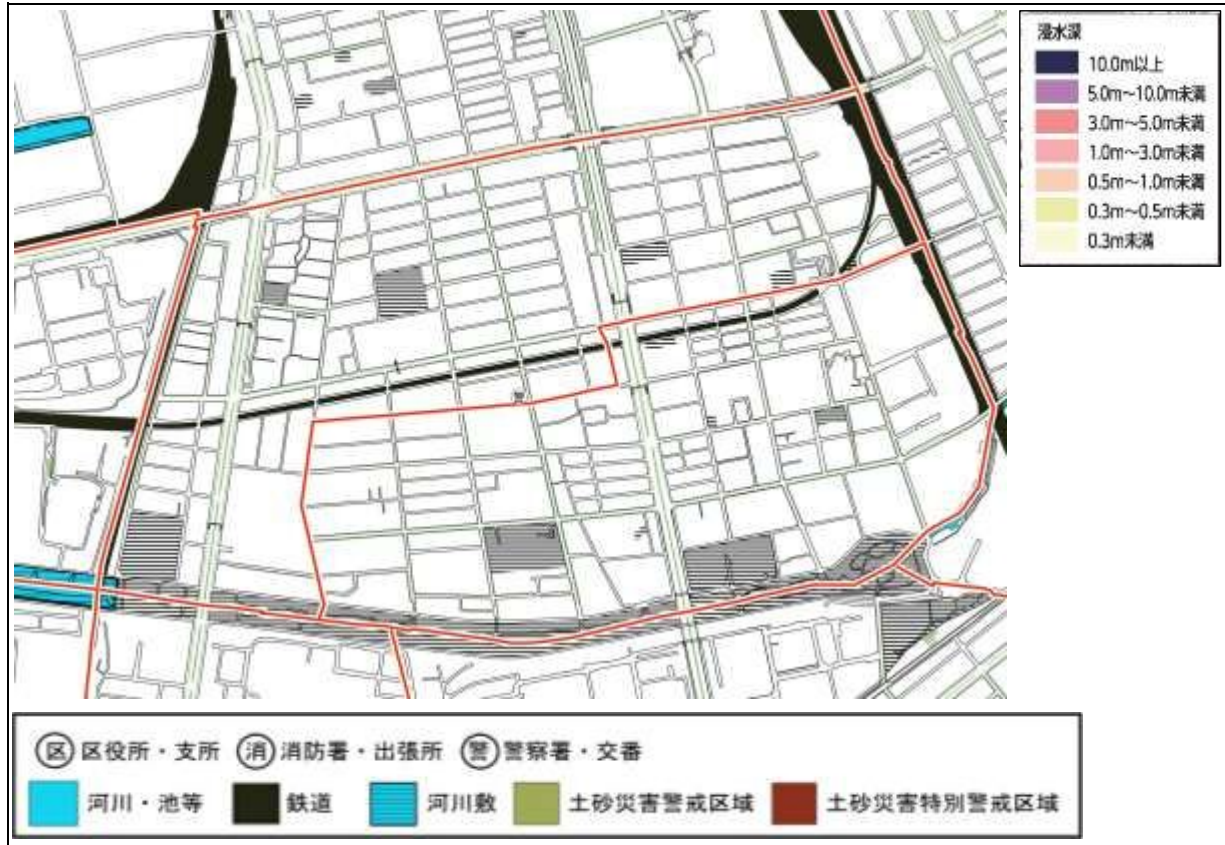 浸水深
10.0m以上
5.0m～10.0m未満
3.0m～5.0m未満
1.0m～3.0m未満
0.5m～1.0m未満
0.3m～0.5m未満
0.3m未満
区 区役所・支所 消 消防署・出張所 警 警察署・交番
河川・池等 鉄道 河川敷 土砂災害警戒区域 土砂災害特別警戒区域